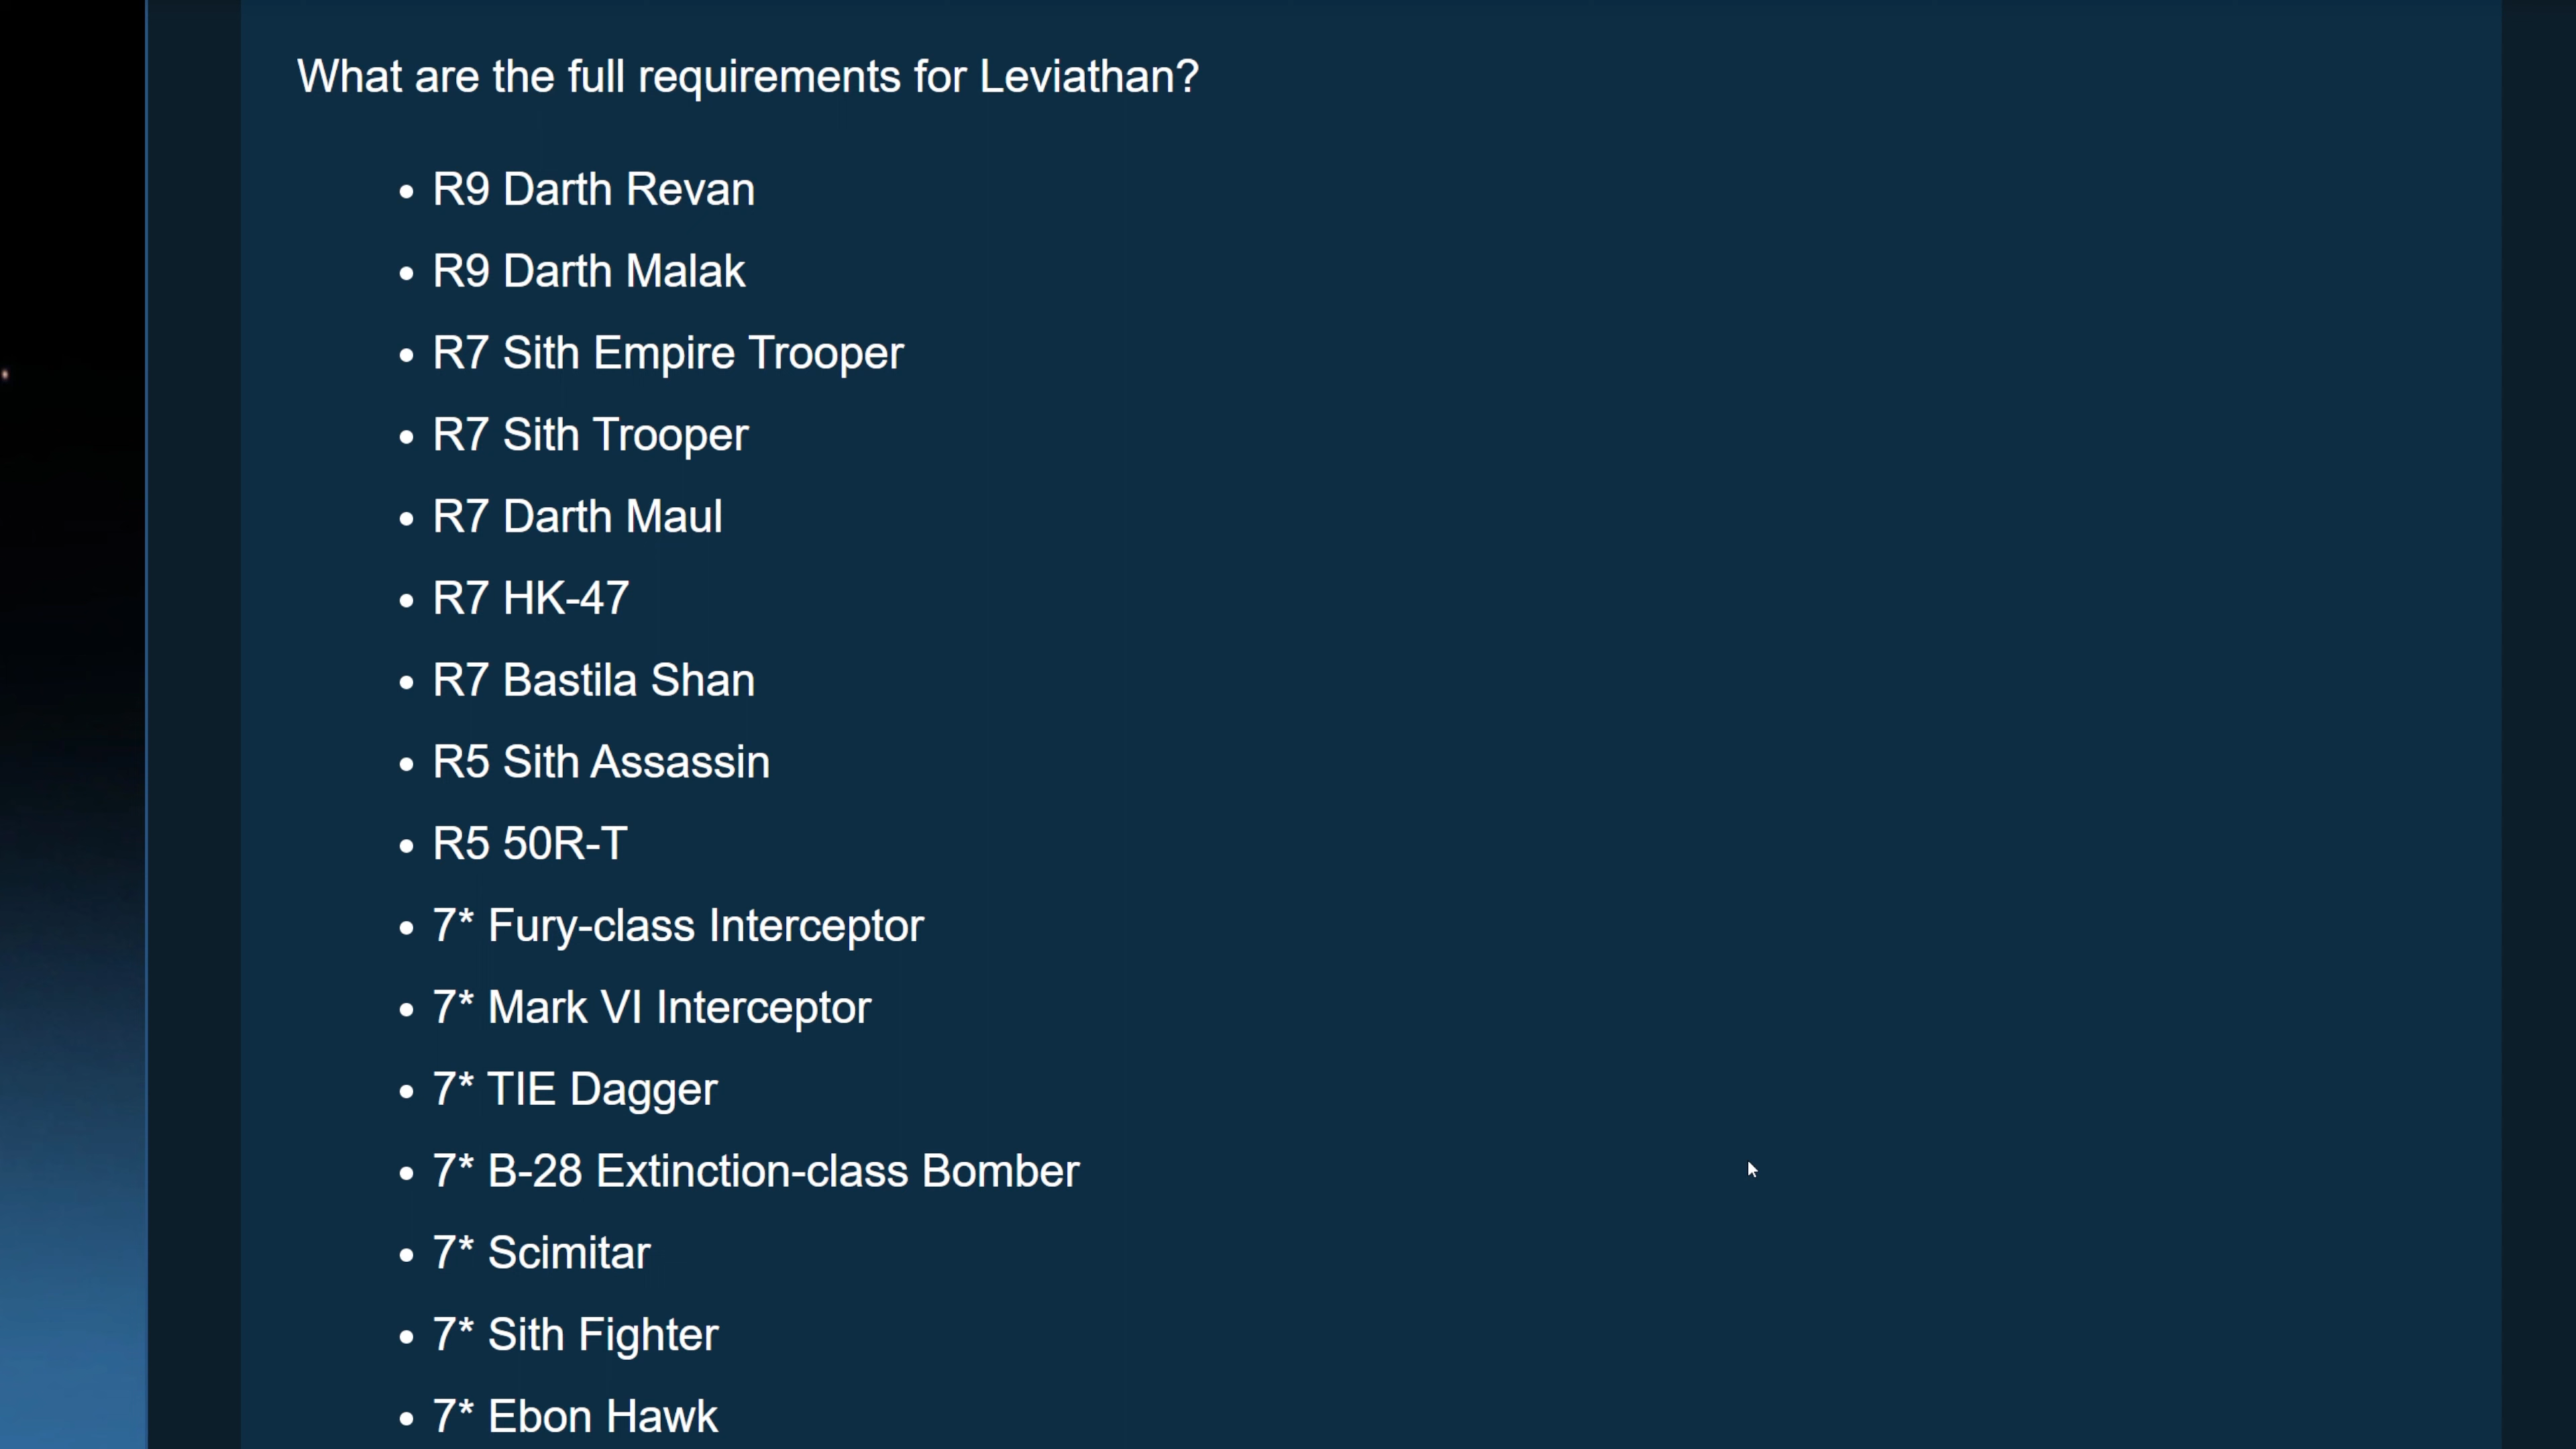 What are the full requirements for Leviathan?
• R9 Darth Revan
• R9 Darth Malak
• R7 Sith Empire Trooper
• R7 Sith Trooper
• R7 Darth Maul
• R7 HK-47
• R7 Bastila Shan
• R5 Sith Assassin
• R5 50R-T
• 7* Fury-class Interceptor
• 7* Mark VI Interceptor
• 7* TIE Dagger
• 7* B-28 Extinction-class Bomber
• 7* Scimitar
• 7* Sith Fighter
• 7* Ebon Hawk